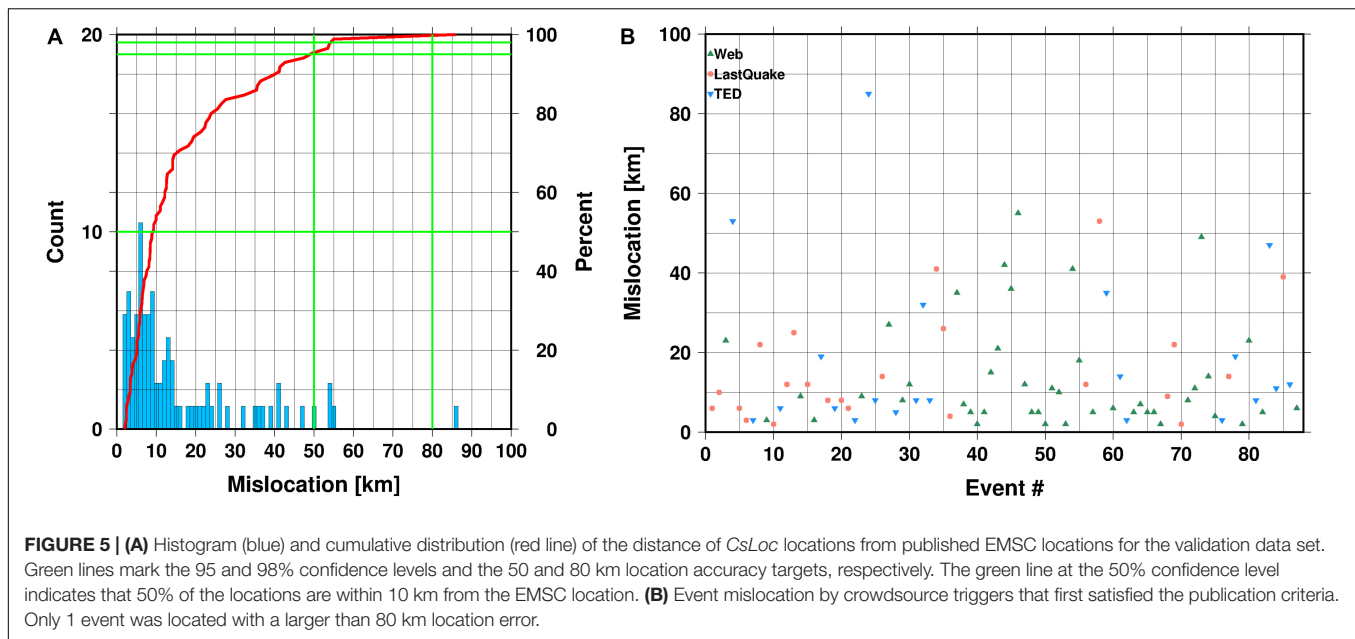 A
20
10
0
Count
100
80
60
40
20
0
Percent
0 10 20 30 40 50 60 70 80 90 100
Mislocation [km]
B
100
80
60
40
20
0
Mislocation [km]
Web
LastQuake
TED
0 10 20 30 40 50 60 70 80
Event #
FIGURE 5 | (A) Histogram (blue) and cumulative distribution (red line) of the distance of CsLoc locations from published EMSC locations for the validation data set.
Green lines mark the 95 and 98% confidence levels and the 50 and 80 km location accuracy targets, respectively. The green line at the 50% confidence level
indicates that 50% of the locations are within 10 km from the EMSC location. (B) Event mislocation by crowdsource triggers that first satisfied the publication criteria.
Only 1 event was located with a larger than 80 km location error.